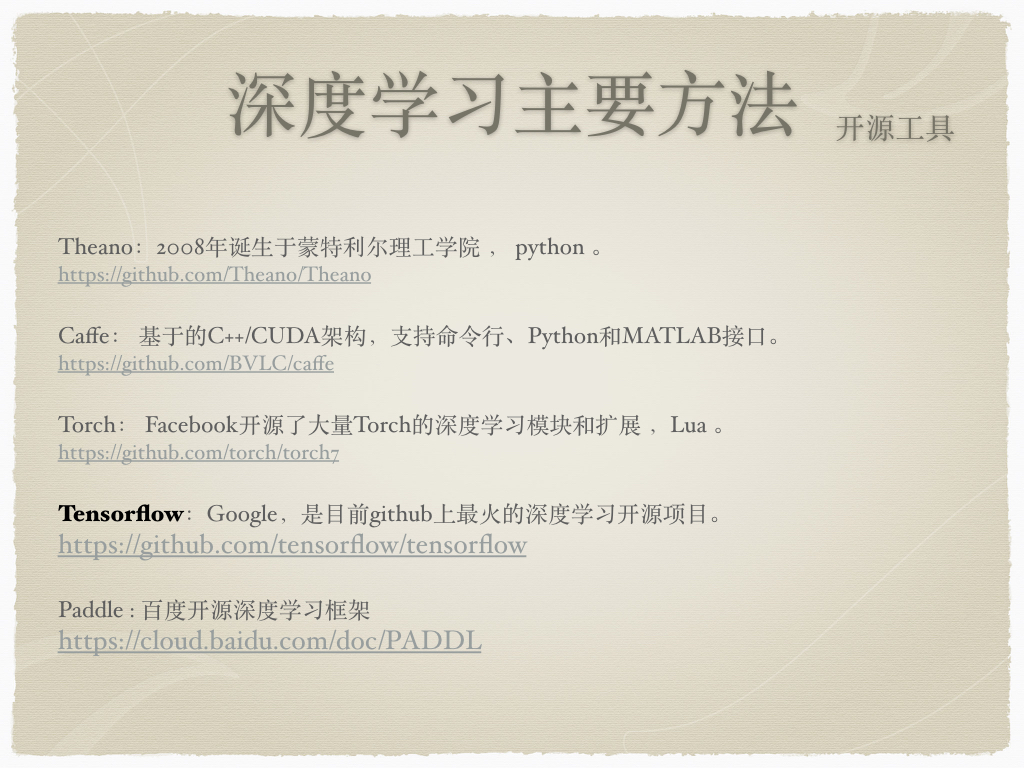 深度学习主要方法 开源工具
Theano：2008年诞生于蒙特利尔理工学院 ， python 。
https://github.com/Theano/Theano
Caffe： 基于的C++/CUDA架构，支持命令行、Python和MATLAB接口。
https://github.com/BVLC/caffe
Torch： Facebook开源了大量Torch的深度学习模块和扩展 ，Lua 。
https://github.com/torch/torch7
Tensorflow：Google，是目前github上最火的深度学习开源项目。
https://github.com/tensorflow/tensorflow
Paddle : 百度开源深度学习框架
https://cloud.baidu.com/doc/PADDL